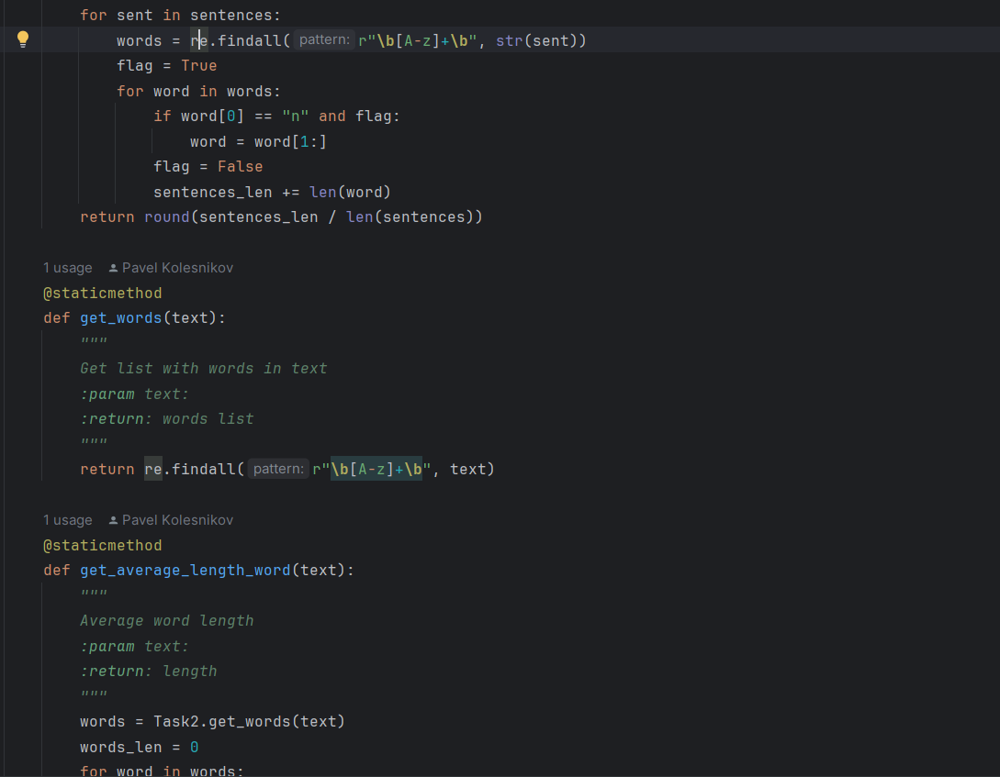 for sent in sentences:
words = re.findall( pattern: r"\b[A-z]+\b", str(sent))
flag = True
for word in words:
if word[0] == "n" and flag:
word = word[1:]
flag = False
sentences_len += len(word)
return round(sentences_len / len(sentences))
1 usage Pavel Kolesnikov
@staticmethod
def get_words(text):
"""
Get list with words in text
:param text:
:return: words list
"""
return re.findall( pattern: r"\b[A-z]+\b", text)
1 usage Pavel Kolesnikov
@staticmethod
def get_average_length_word(text):
"""
Average word length
:param text:
:return: length
"""
words = Task2.get_words(text)
words_len = 0
for word in words: